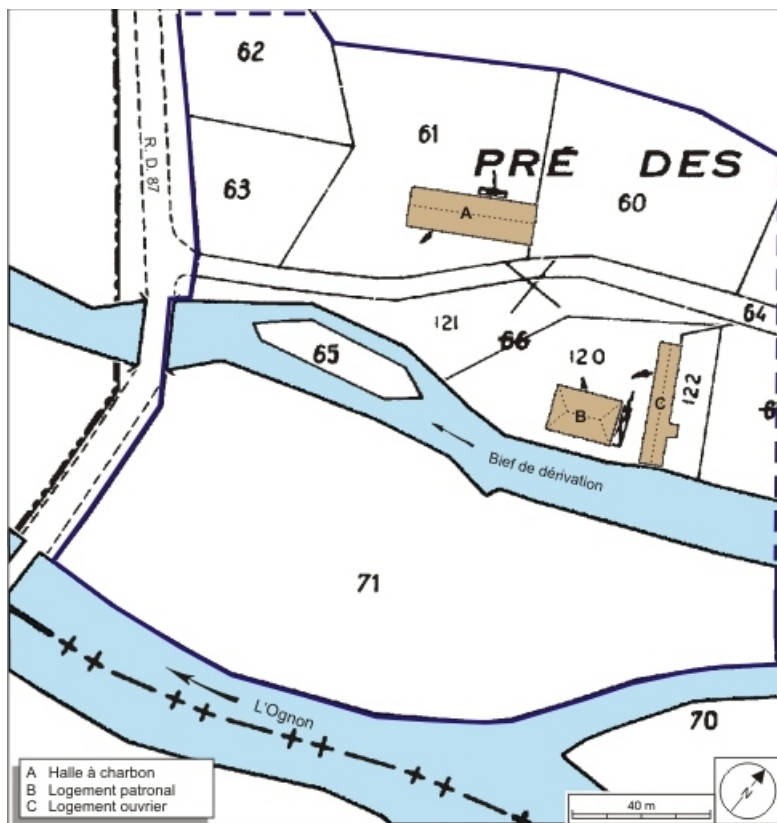 62
61
R. D. 87
PRÉ DES
63
60
A
64
121
66
65
120
122
B
C
Bief de dérivation
71
L'Ognon
70
A Halle à charbon
B Logement patronal
C Logement ouvrier
40 m
N